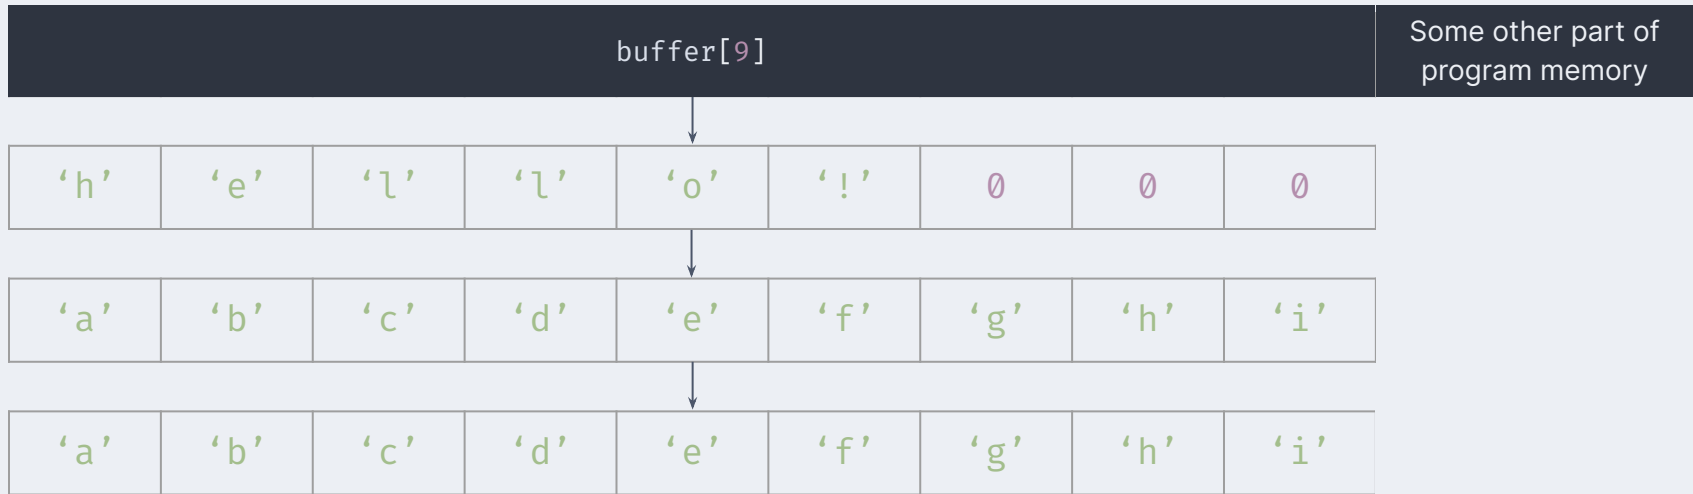 buffer[9]
Some other part of
program memory
‘h’ ‘e’ ‘l’ ‘l’ ‘o’ ‘!’ 0 0 0
‘a’ ‘b’ ‘c’ ‘d’ ‘e’ ‘f’ ‘g’ ‘h’ ‘i’
‘a’ ‘b’ ‘c’ ‘d’ ‘e’ ‘f’ ‘g’ ‘h’ ‘i’